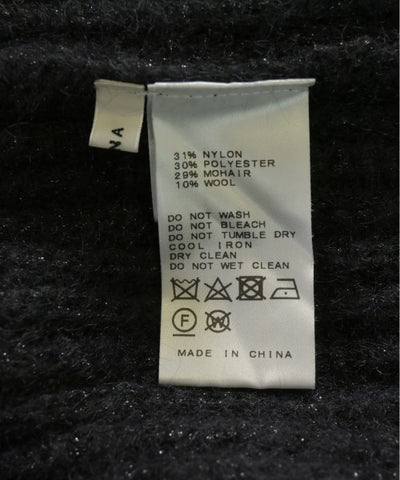 NA
31% NYLON
30% POLYESTER
29% MOHAIR
10% WOOL
DO NOT WASH
DO NOT BLEACH
DO NOT TUMBLE DRY
COOL IRON
DRY CLEAN
DO NOT WET CLEAN
F W
MADE IN CHINA